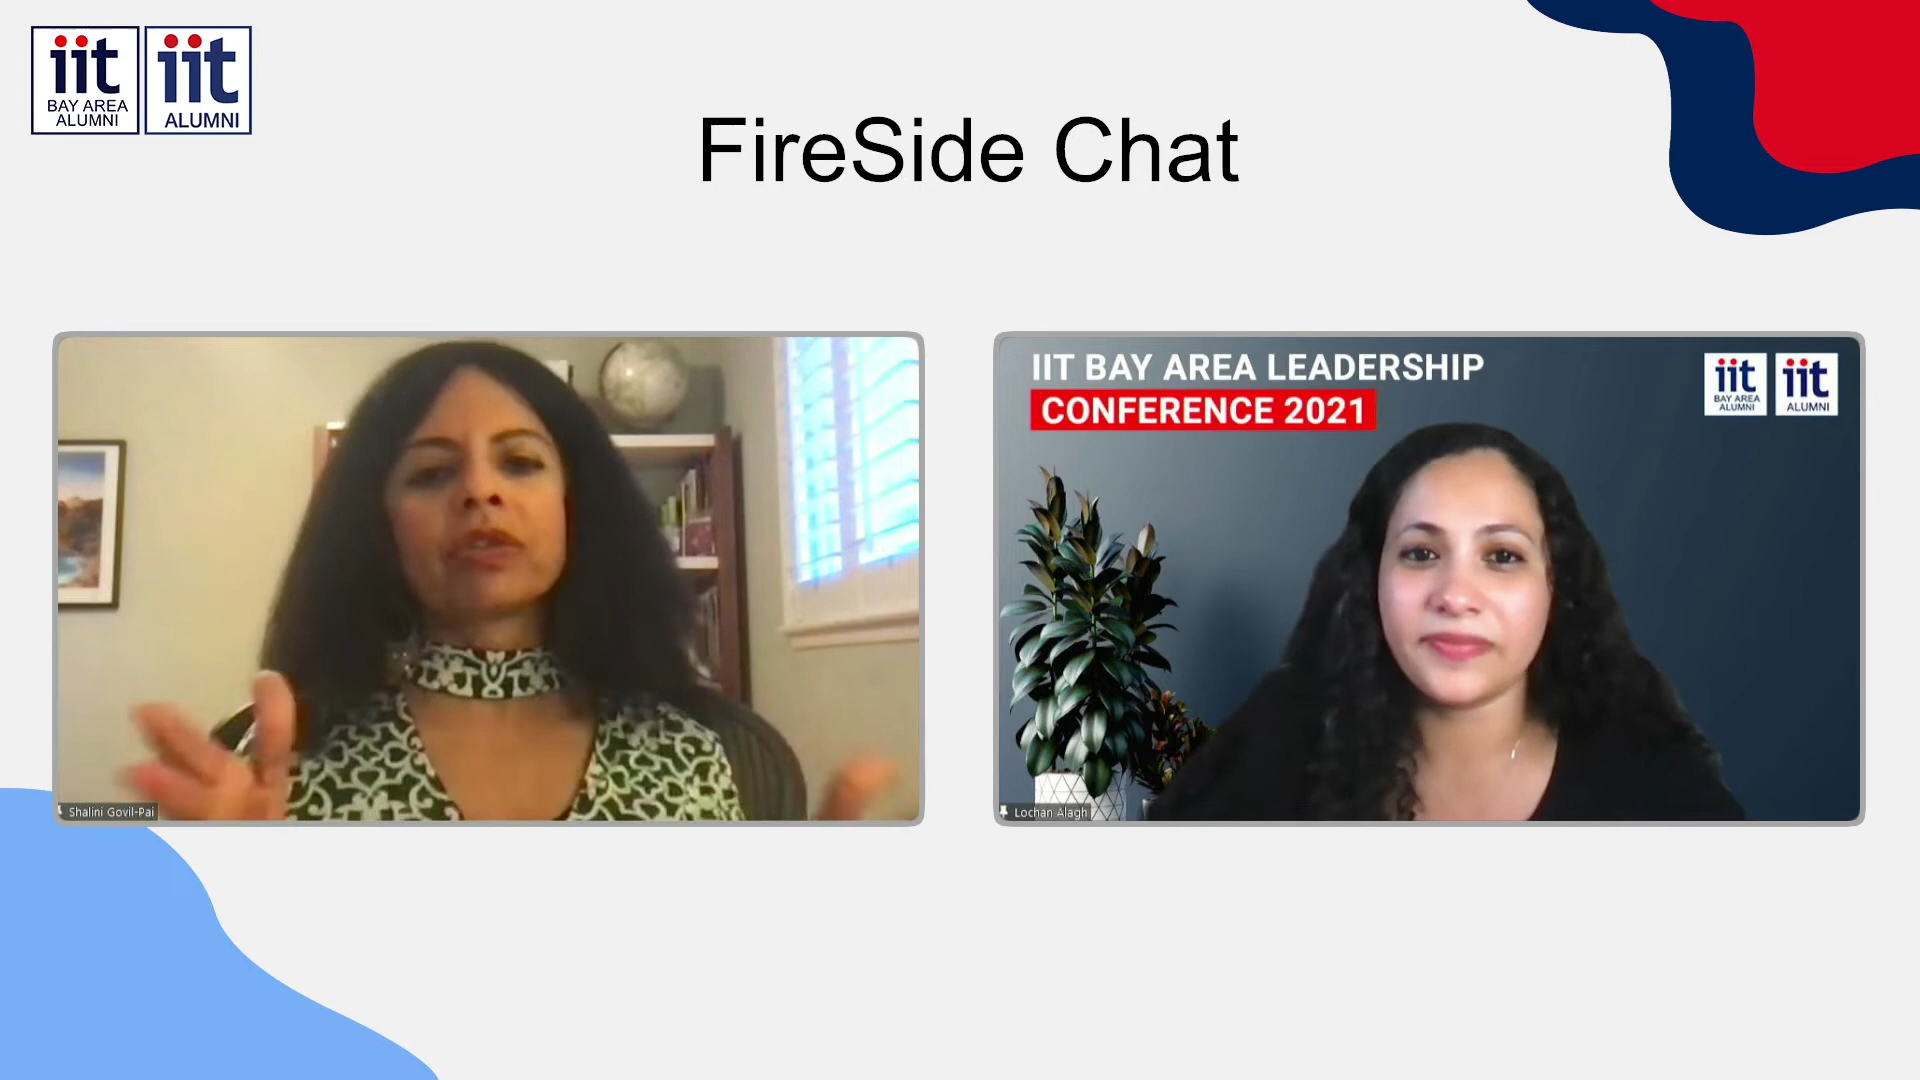 iit
BAY AREA
ALUMNI
iit
ALUMNI
FireSide Chat
IIT BAY AREA LEADERSHIP
CONFERENCE 2021
iit
BAY AREA
ALUMNI
iit
ALUMNI
Shalini Govil-Pai
Lochan Alagh